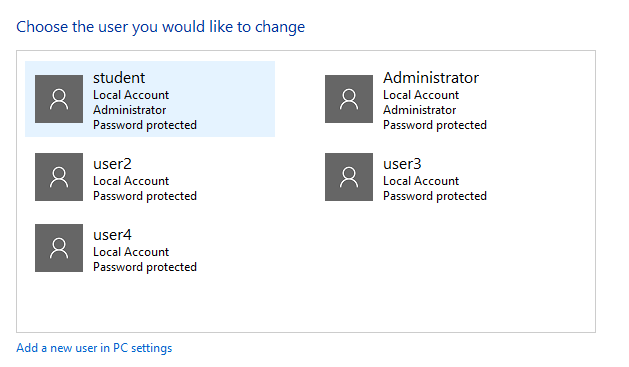 Choose the user you would like to change
student
Local Account
Administrator
Password protected
Administrator
Local Account
Administrator
Password protected
user2
Local Account
Password protected
user3
Local Account
Password protected
user4
Local Account
Password protected
Add a new user in PC settings